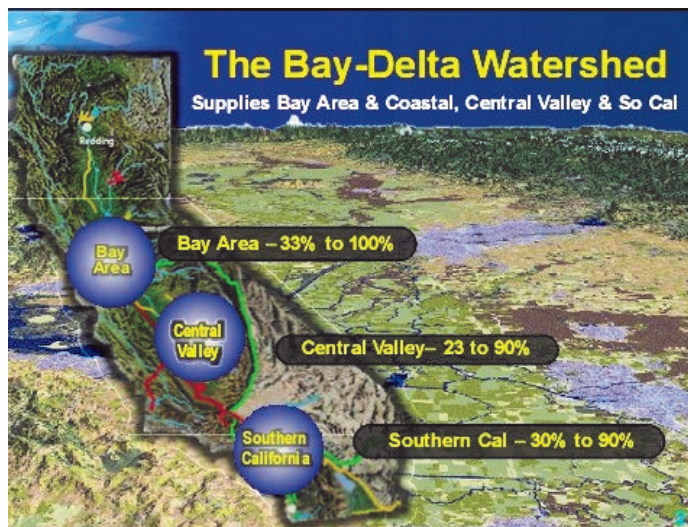 The Bay-Delta Watershed
Supplies Bay Area & Coastal, Central Valley & So Cal
Redding
Bay
Area
Bay Area – 33% to 100%
Central
Valley
Central Valley– 23 to 90%
Southern
California
Southern Cal – 30% to 90%